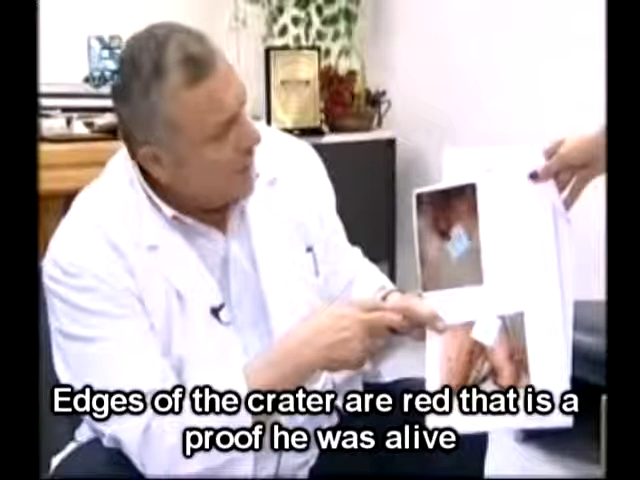 Edges of the crater are red that is a
proof he was alive